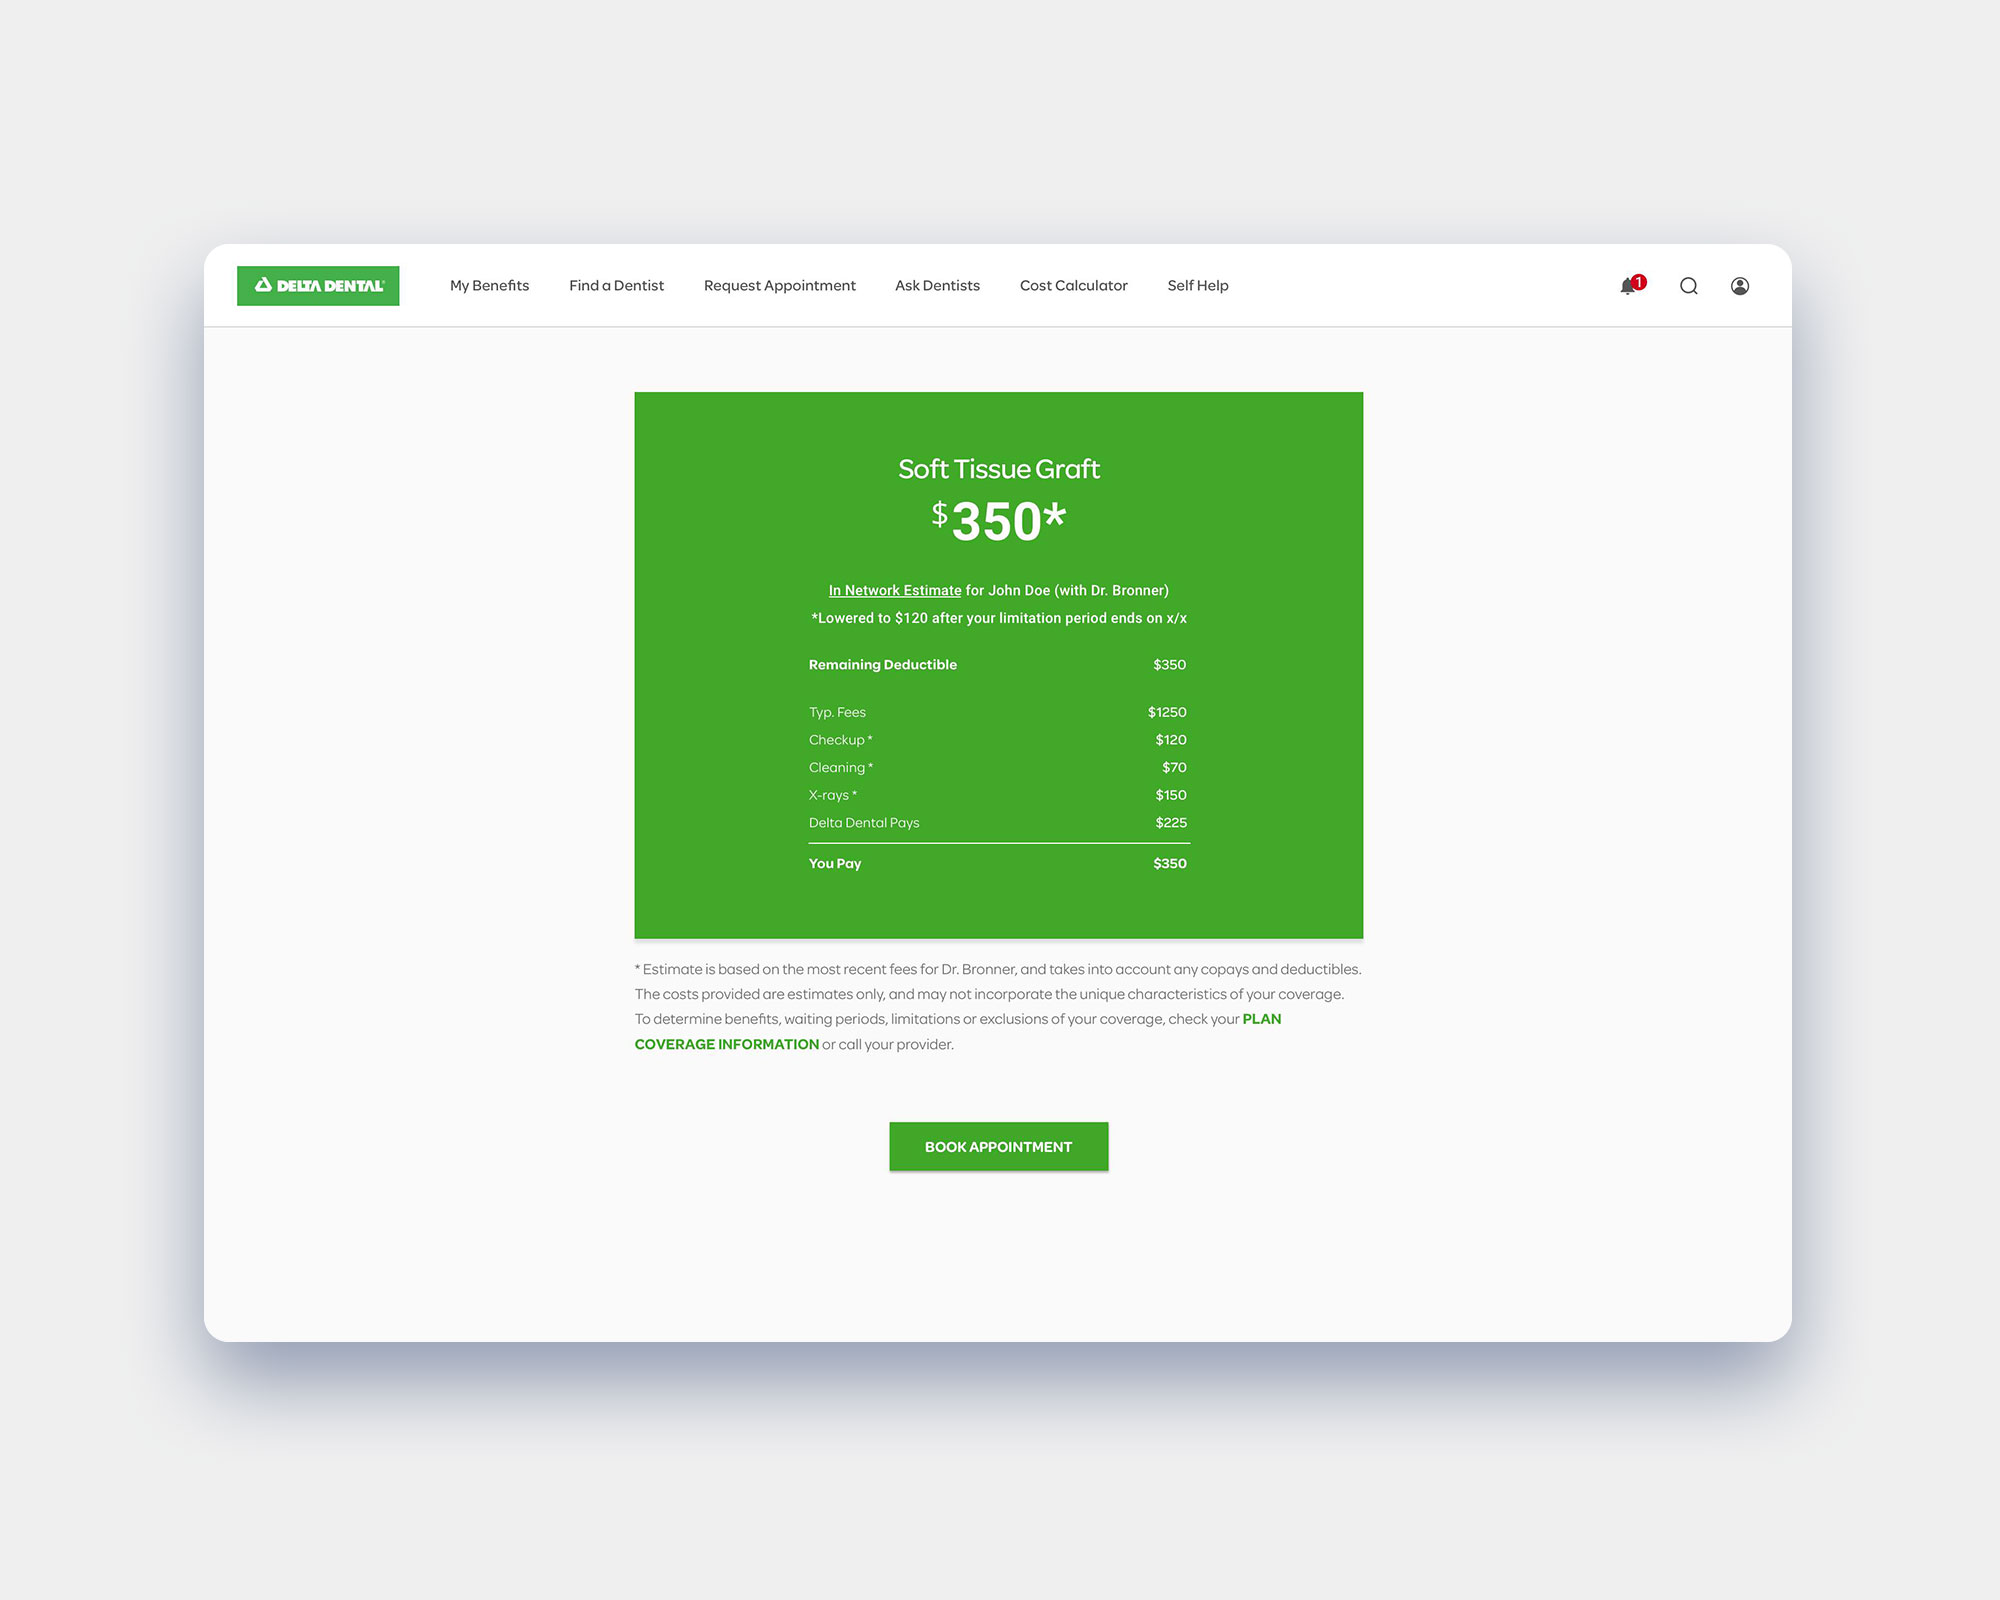 DELTA DENTAL
My Benefits Find a Dentist Request Appointment Ask Dentists Cost Calculator Self Help 1
Soft Tissue Graft
$350*
In Network Estimate for John Doe (with Dr. Bronner)
*Lowered to $120 after your limitation period ends on x/x
Remaining Deductible $350
Typ. Fees $1250
Checkup * $120
Cleaning * $70
X-rays * $150
Delta Dental Pays $225
You Pay $350
* Estimate is based on the most recent fees for Dr. Bronner, and takes into account any copays and deductibles.
The costs provided are estimates only, and may not incorporate the unique characteristics of your coverage.
To determine benefits, waiting periods, limitations or exclusions of your coverage, check your PLAN
COVERAGE INFORMATION or call your provider.
BOOK APPOINTMENT